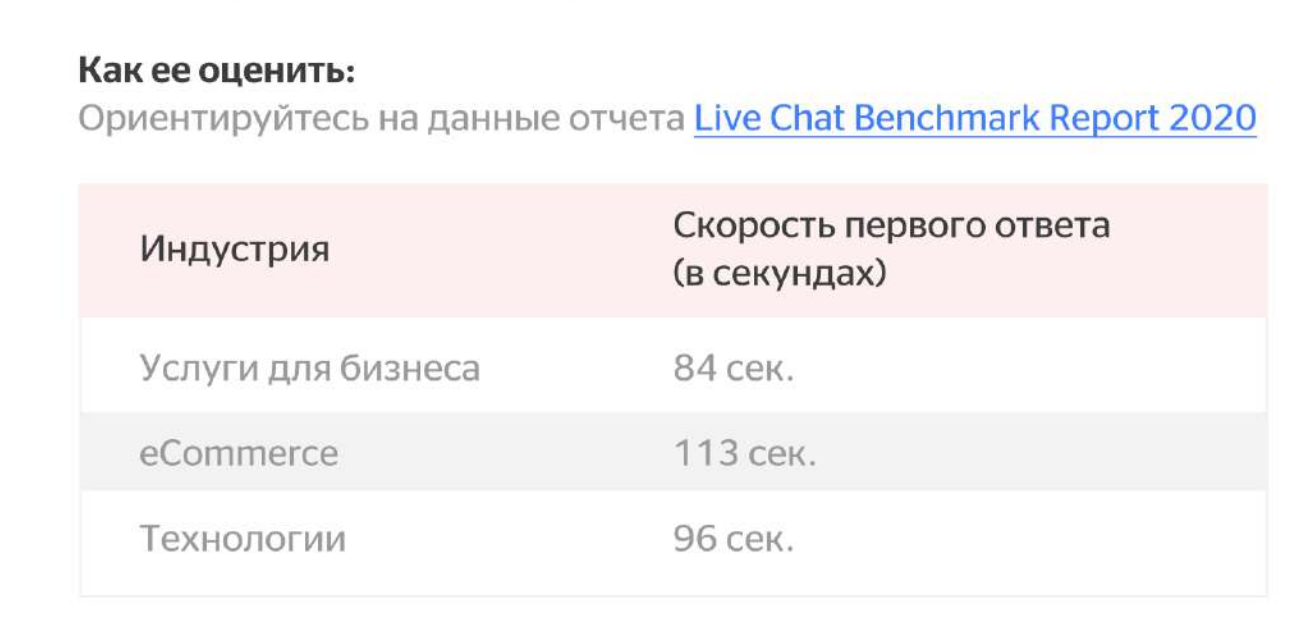 Как ее оценить:
Ориентируйтесь на данные отчета Live Chat Benchmark Report 2020
Индустрия
Скорость первого ответа
(в секундах)
Услуги для бизнеса
84 сек.
eCommerce
113 сек.
Технологии
96 сек.